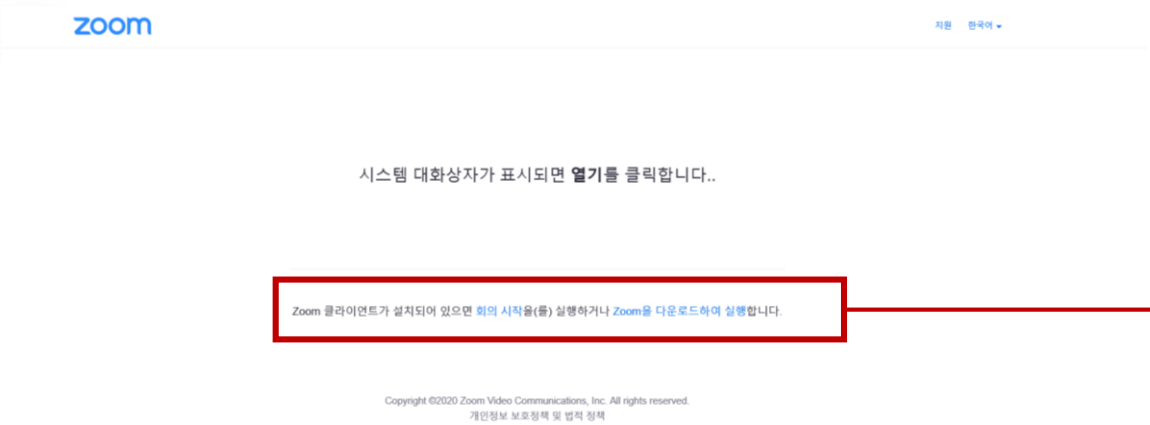 zoom
지원 한국어
시스템 대화상자가 표시되면 열기를 클릭합니다..
Zoom 클라이언트가 설치되어 있으면 회의 시작을(를) 실행하거나 Zoom을 다운로드하여 실행합니다.
Copyright ©2020 Zoom Video Communications, Inc. All rights reserved.
개인정보 보호정책 및 법적 정책